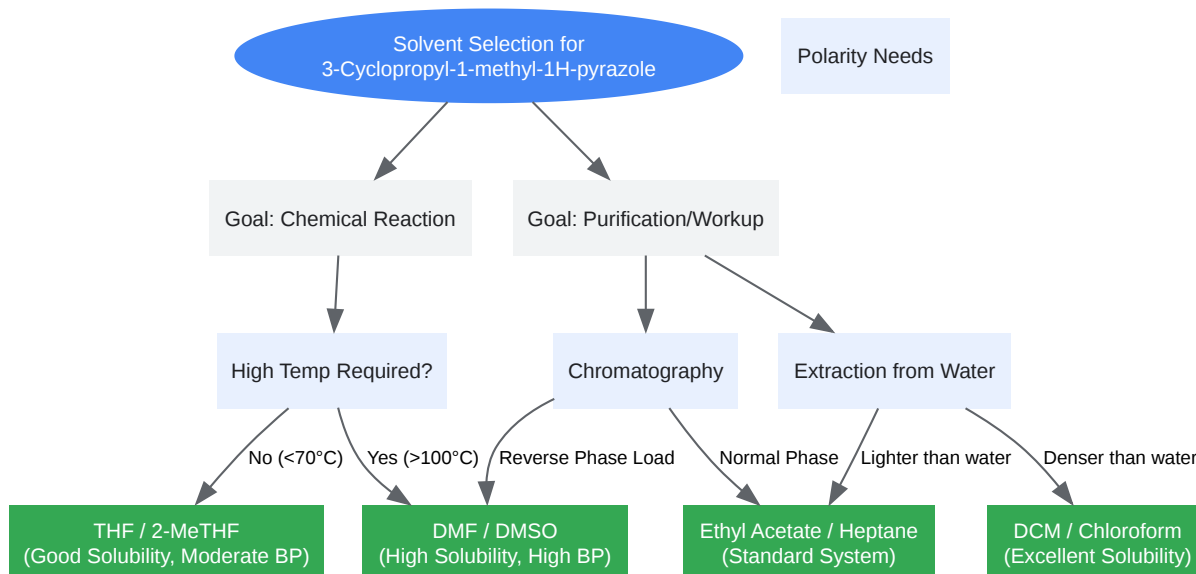 Solvent Selection for
3-Cyclopropyl-1-methyl-1H-pyrazole
Polarity Needs
Goal: Chemical Reaction
Goal: Purification/Workup
High Temp Required?
Chromatography
Extraction from Water
No (<70°C)
Yes (>100°C)
Reverse Phase Load
Normal Phase
Lighter than water
Denser than water
THF / 2-MeTHF
(Good Solubility, Moderate BP)
DMF / DMSO
(High Solubility, High BP)
Ethyl Acetate / Heptane
(Standard System)
DCM / Chloroform
(Excellent Solubility)